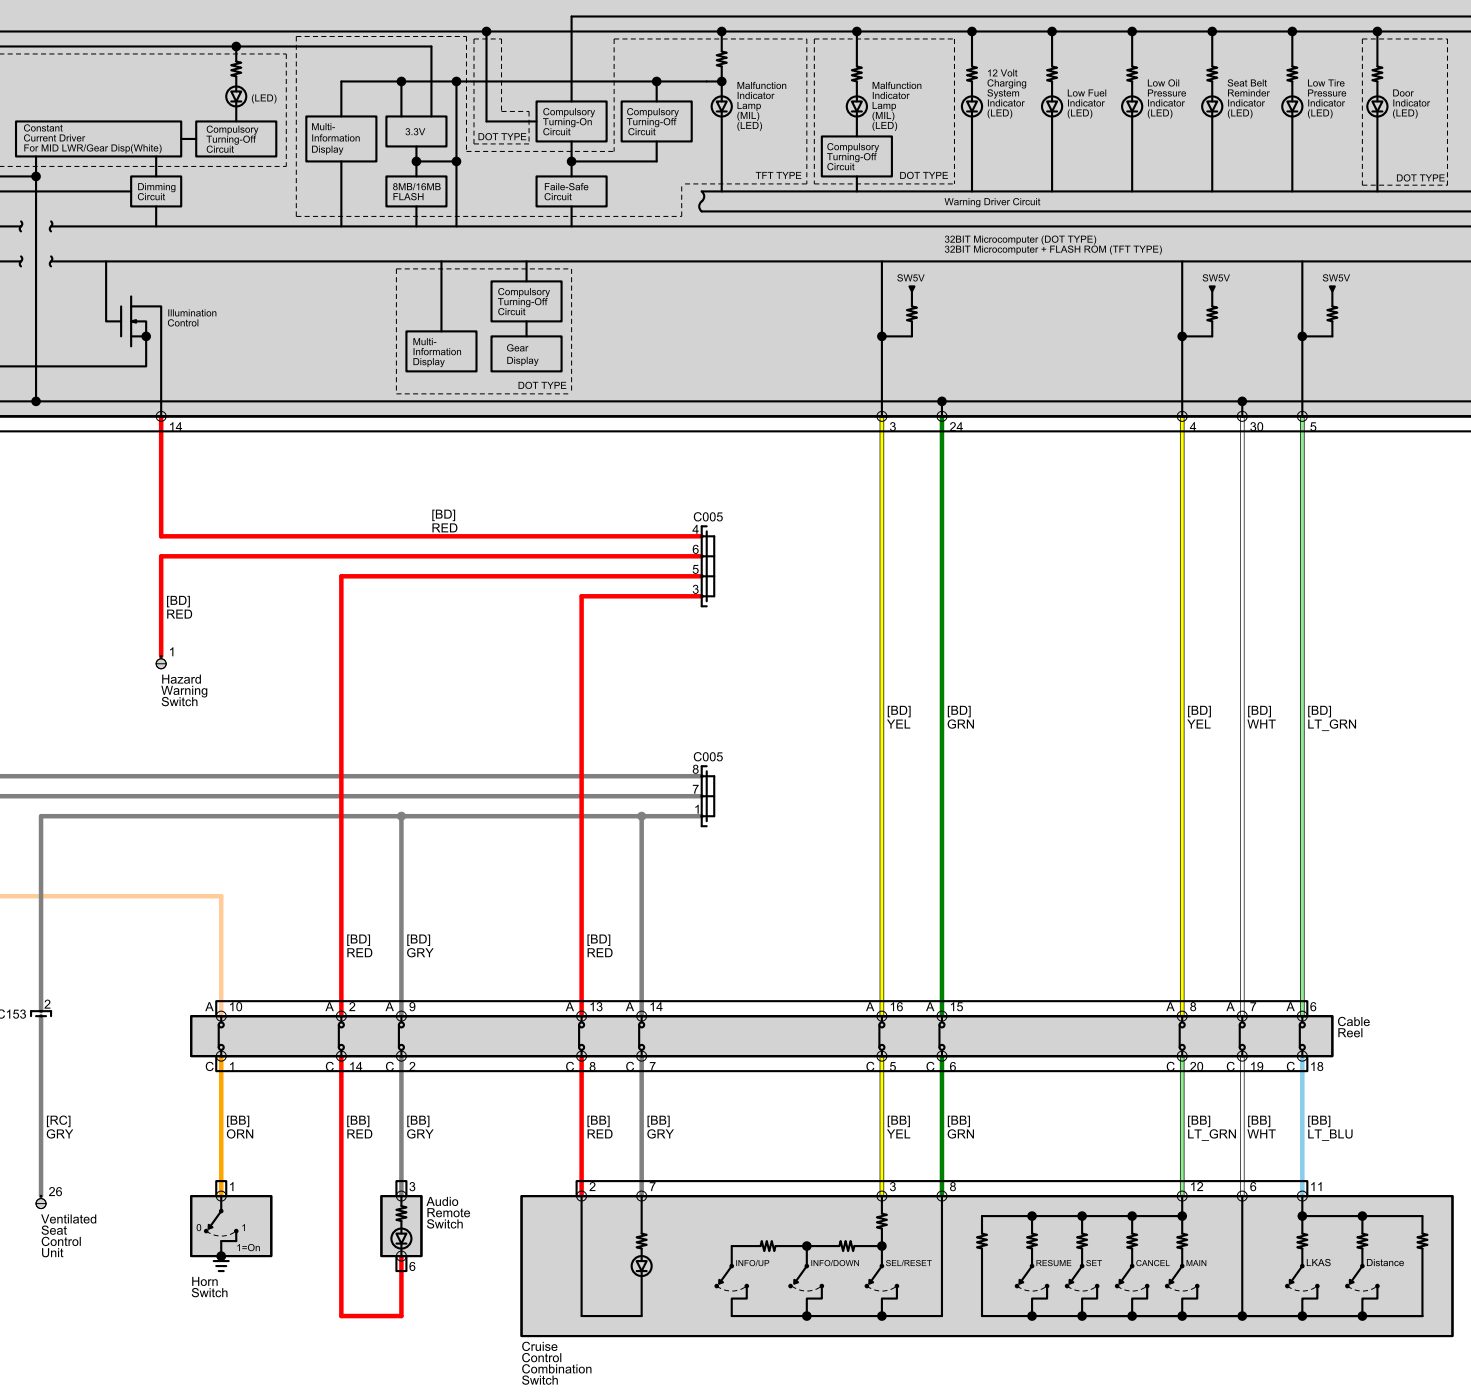 (LED)
Constant
Current Driver
For MID LWR/Gear Disp(White)
Compulsory
Turning-Off
Circuit
Dimming
Circuit
Multi-
Information
Display
3.3V
8MB/16MB
FLASH
DOT TYPE
Compulsory
Turning-On
Circuit
Compulsory
Turning-Off
Circuit
Faile-Safe
Circuit
Malfunction
Indicator
Lamp
(MIL)
(LED)
TFT TYPE
Malfunction
Indicator
Lamp
(MIL)
(LED)
Compulsory
Turning-Off
Circuit
DOT TYPE
12 Volt
Charging
System
Indicator
(LED)
Low Fuel
Indicator
(LED)
Low Oil
Pressure
Indicator
(LED)
Seat Belt
Reminder
Indicator
(LED)
Low Tire
Pressure
Indicator
(LED)
Door
Indicator
(LED)
DOT TYPE
Warning Driver Circuit
32BIT Microcomputer (DOT TYPE)
32BIT Microcomputer + FLASH ROM (TFT TYPE)
Illumination
Control
Multi-
Information
Display
Compulsory
Turning-Off
Circuit
Gear
Display
DOT TYPE
SW5V
SW5V
SW5V
14
3
24
4
30
5
[BD]
RED
C005
4
6
5
3
[BD]
RED
1
Hazard
Warning
Switch
[BD]
YEL
[BD]
GRN
[BD]
YEL
[BD]
WHT
[BD]
LT_GRN
C005
8
7
1
[BD]
RED
[BD]
GRY
[BD]
RED
2
C153
A 10
A 2
A 9
A 13
A 14
A 16
A 15
A 8
A 7
A 6
Cable
Reel
C 1
C 14
C 2
C 8
C 7
C 5
C 6
C 20
C 19
C 18
[RC]
GRY
[BB]
ORN
[BB]
RED
[BB]
GRY
[BB]
RED
[BB]
GRY
[BB]
YEL
[BB]
GRN
[BB]
LT_GRN
[BB]
WHT
[BB]
LT_BLU
26
Ventilated
Seat
Control
Unit
1
0
1
1=On
Horn
Switch
3
Audio
Remote
Switch
6
2
7
3
8
12
6
11
INFO/UP
INFO/DOWN
SEL/RESET
RESUME
SET
CANCEL
MAIN
LKAS
Distance
Cruise
Control
Combination
Switch